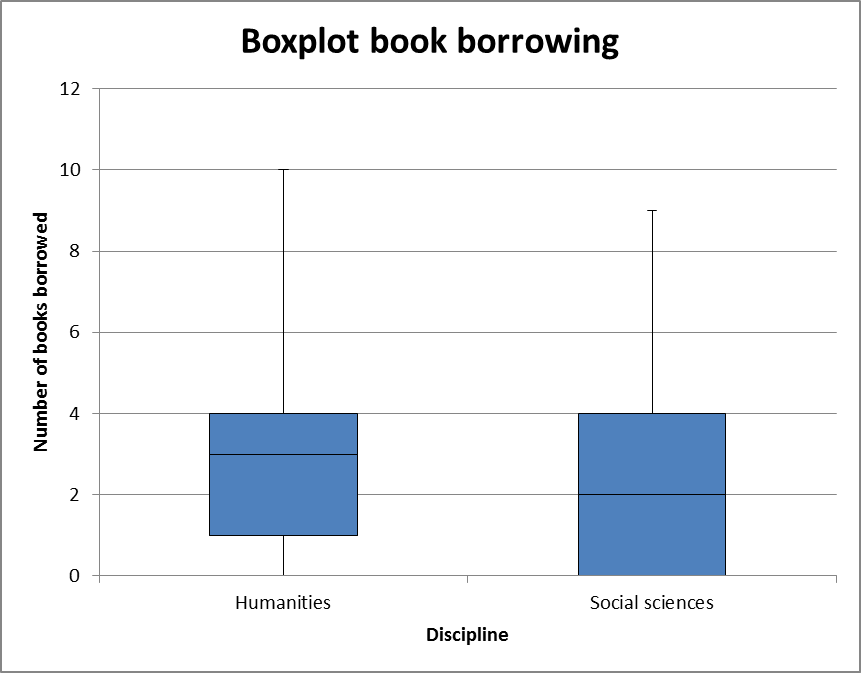 Boxplot book borrowing
Number of books borrowed
12
10
8
6
4
2
0
Humanities
Social sciences
Discipline